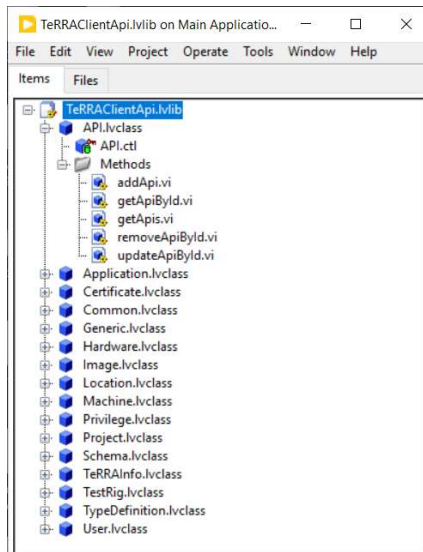 TeRRAClientApi.lvlib on Main Applicatio...
File Edit View Project Operate Tools Window Help
Items Files
TeRRAClientApi.lvlib
API.lvclass
API.ctl
Methods
addApi.vi
getApiById.vi
getApis.vi
removeApiById.vi
updateApiById.vi
Application.lvclass
Certificate.lvclass
Common.lvclass
Generic.lvclass
Hardware.lvclass
Image.lvclass
Location.lvclass
Machine.lvclass
Privilege.lvclass
Project.lvclass
Schema.lvclass
TeRRAInfo.lvclass
TestRig.lvclass
TypeDefinition.lvclass
User.lvclass